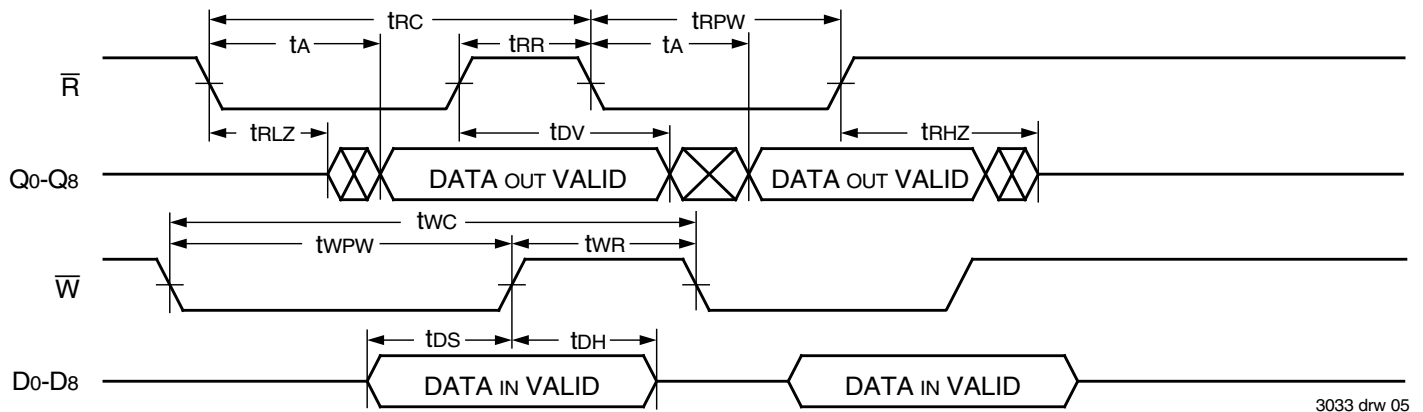 tRC tRPW
tA tRR tA
R̅
tRLZ tDV tRHZ
Q0-Q8 DATA OUT VALID DATA OUT VALID
tWC
tWPW tWR
W̅
tDS tDH
D0-D8 DATA IN VALID DATA IN VALID
3033 drw 05